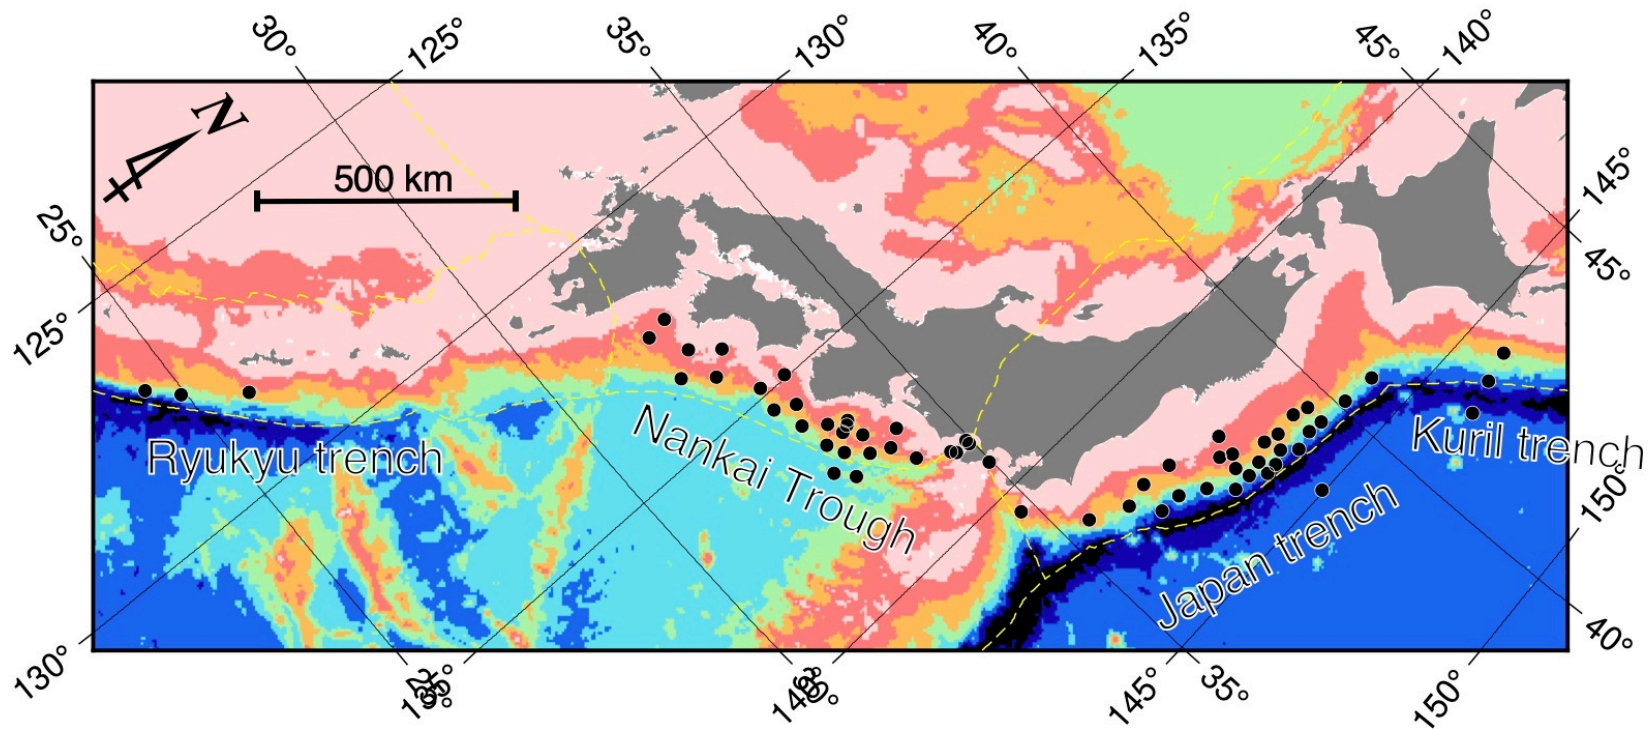 30° 125° 35° 130° 40° 135° 45° 140°
N
500 km
25°
145°
45°
125°
Ryukyu trench
Nankai Trough
Kuril trench
Japan trench
150°
40°
130°
135°
140°
145° 35°
150°